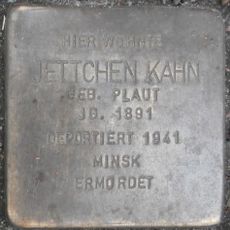 HIER WOHNTE
JETTCHEN KAHN
GEB. PLAUT
JG. 1891
DEPORTIERT 1941
MINSK
ERMORDET